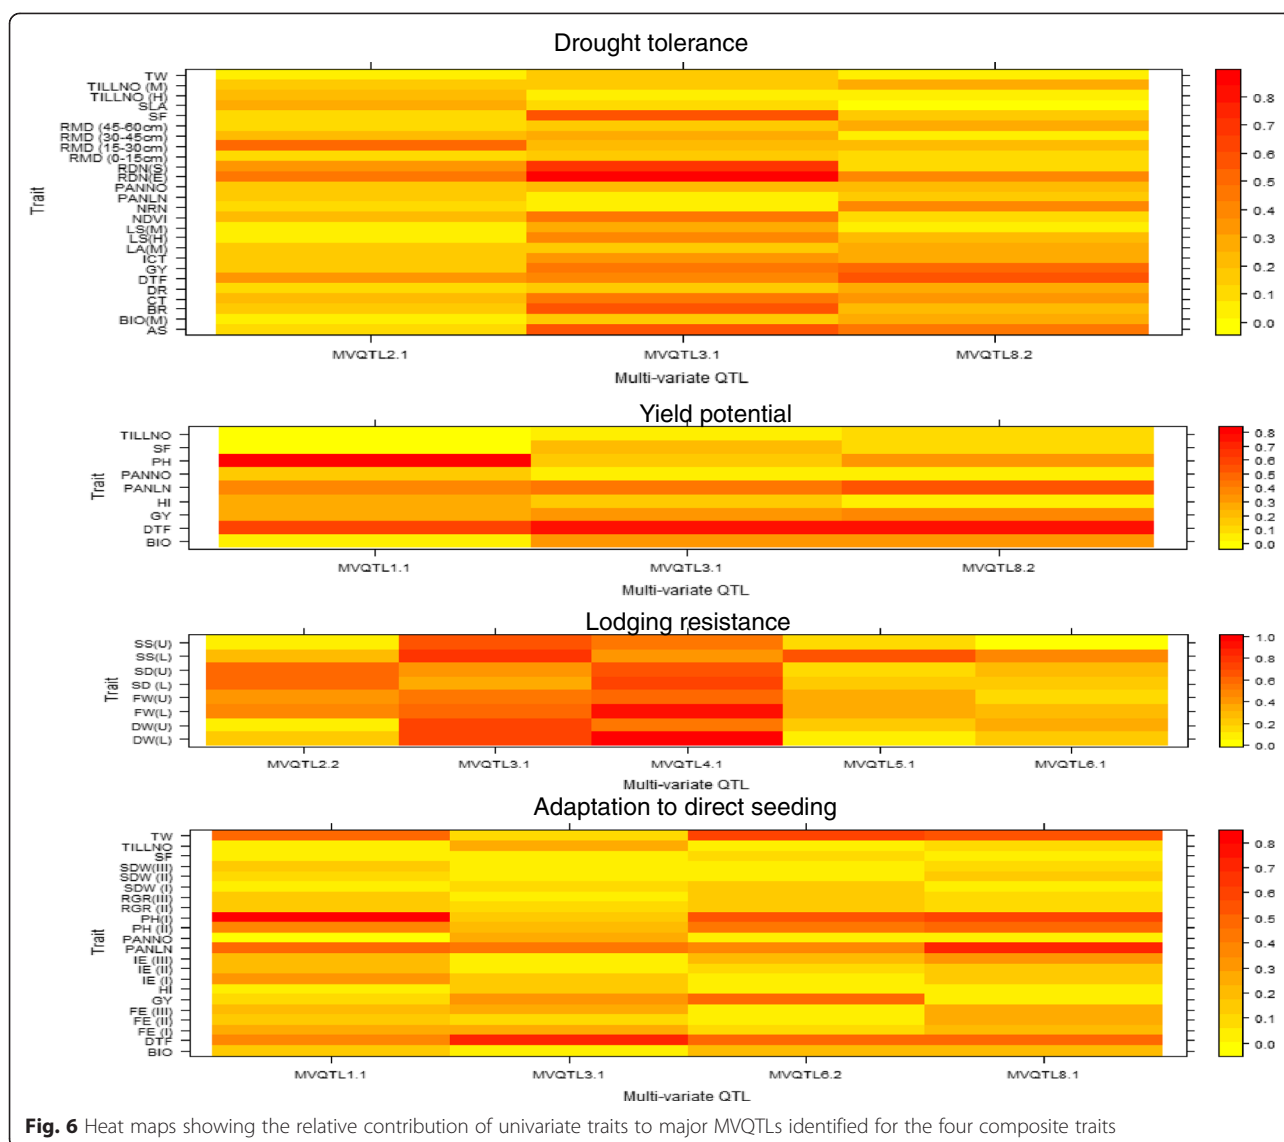 Drought tolerance
TW
TILLNO (M)
TILLNO (H)
SLA
SF
RMD (45-60cm)
RMD (30-45cm)
RMD (15-30cm)
RMD (0-15cm)
RDN(S)
RDN(E)
PANNO
PANLN
NRN
NDVI
LS(M)
LS(H)
LA(M)
ICT
GY
DTF
DR
CT
BR
BIO(M)
AS
Trait
0.8
0.7
0.6
0.5
0.4
0.3
0.2
0.1
0.0
MVQTL2.1 MVQTL3.1 MVQTL8.2
Multi-variate QTL
Yield potential
TILLNO
SF
PH
PANNO
PANLN
HI
GY
DTF
BIO
Trait
0.8
0.7
0.6
0.5
0.4
0.3
0.2
0.1
0.0
MVQTL1.1 MVQTL3.1 MVQTL8.2
Multi-variate QTL
Lodging resistance
SS(U)
SS(L)
SD(U)
SD (L)
FW(U)
FW(L)
DW(U)
DW(L)
Trait
1.0
0.8
0.6
0.4
0.2
0.0
MVQTL2.2 MVQTL3.1 MVQTL4.1 MVQTL5.1 MVQTL6.1
Multi-variate QTL
Adaptation to direct seeding
TW
TILLNO
SF
SDW(III)
SDW (II)
SDW (I)
RGR(III)
RGR (II)
PH(I)
PH (II)
PANNO
PANLN
IE (III)
IE (II)
IE (I)
HI
GY
FE (III)
FE (II)
FE (I)
DTF
BIO
Trait
0.8
0.7
0.6
0.5
0.4
0.3
0.2
0.1
0.0
MVQTL1.1 MVQTL3.1 MVQTL6.2 MVQTL8.1
Multi-variate QTL
Fig. 6 Heat maps showing the relative contribution of univariate traits to major MVQTLs identified for the four composite traits